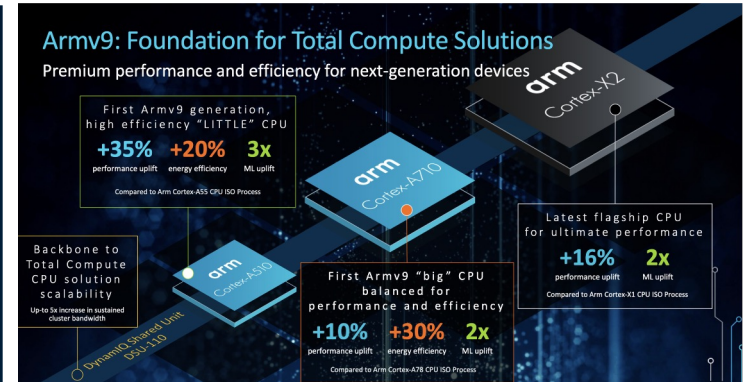 Armv9: Foundation for Total Compute Solutions
Premium performance and efficiency for next-generation devices
arm
Cortex-X2
First Armv9 generation,
high efficiency “LITTLE” CPU
+35% +20% 3x
performance uplift energy efficiency ML uplift
Compared to Arm Cortex-A55 CPU ISO Process
arm
Cortex-A710
Latest flagship CPU
for ultimate performance
+16% 2x
performance uplift ML uplift
Compared to Arm Cortex-X1 CPU ISO Process
Backbone to
Total Compute
CPU solution
scalability
Up-to 5x increase in sustained
cluster bandwidth
arm
Cortex-A510
First Armv9 “big” CPU
balanced for
performance and efficiency
+10% +30% 2x
performance uplift energy efficiency ML uplift
Compared to Arm Cortex-A78 CPU ISO Process
DynamIQ Shared Unit
DSU-110